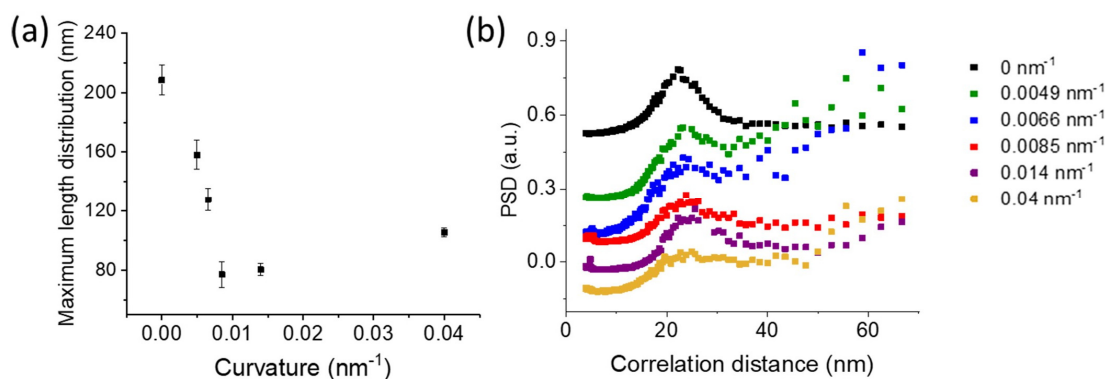 (a)
Maximum length distribution (nm)
240
200
160
120
80
0.00
0.01
0.02
0.03
0.04
Curvature (nm⁻¹)
(b)
PSD (a.u.)
0.9
0.6
0.3
0.0
0
20
40
60
Correlation distance (nm)
0 nm⁻¹
0.0049 nm⁻¹
0.0066 nm⁻¹
0.0085 nm⁻¹
0.014 nm⁻¹
0.04 nm⁻¹